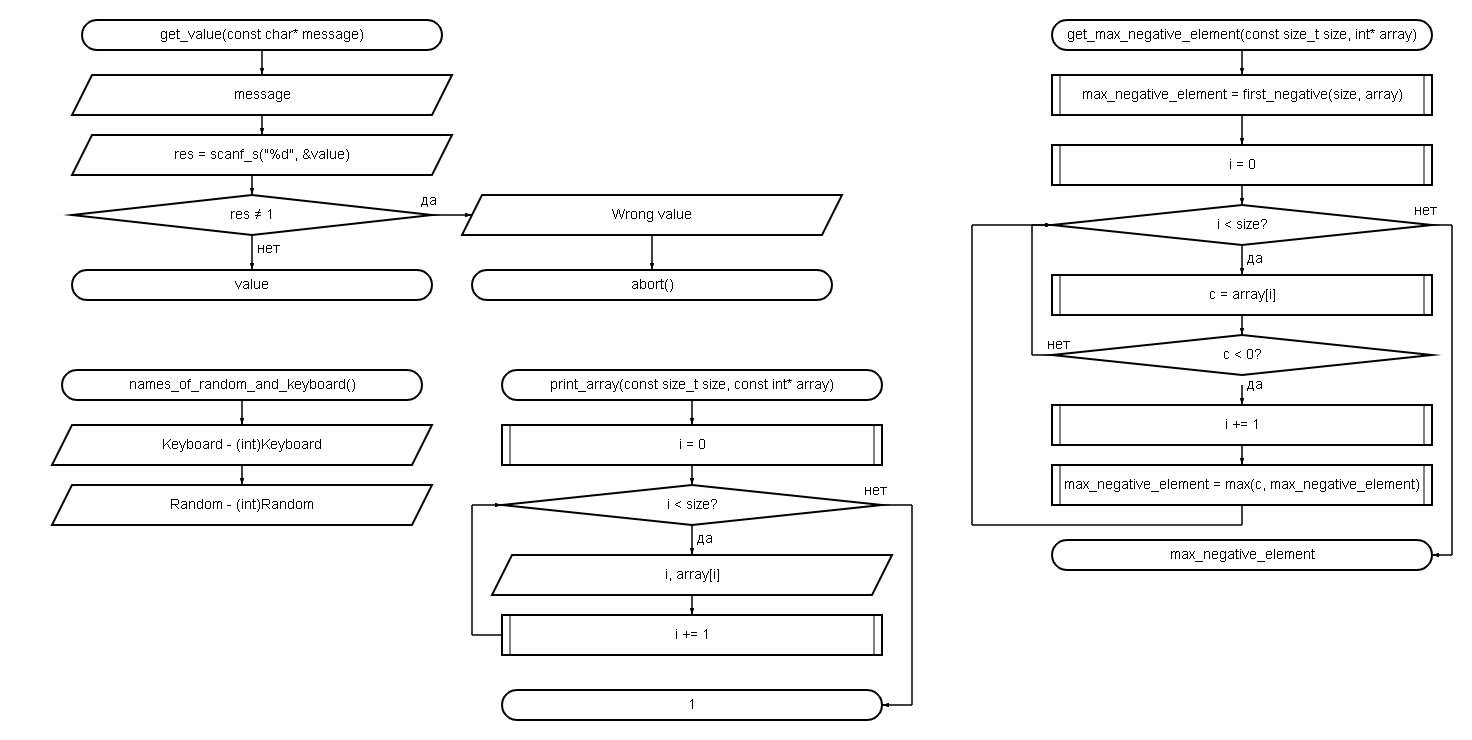 get_value(const char* message)
message
res = scanf_s("%d", &value)
res ≠ 1
да
нет
Wrong value
value
abort()
names_of_random_and_keyboard()
Keyboard - (int)Keyboard
Random - (int)Random
print_array(const size_t size, const int* array)
i = 0
i < size?
нет
да
i, array[i]
i += 1
1
get_max_negative_element(const size_t size, int* array)
max_negative_element = first_negative(size, array)
i = 0
i < size?
нет
да
c = array[i]
c < 0?
нет
да
i += 1
max_negative_element = max(c, max_negative_element)
max_negative_element